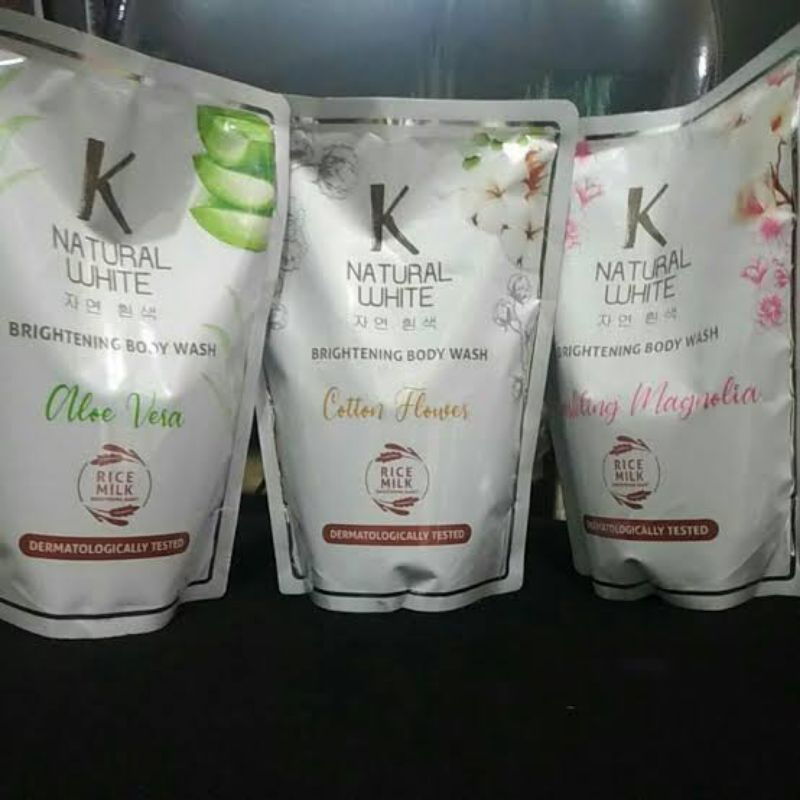 K
NATURAL
WHITE
자연 흰색
BRIGHTENING BODY WASH
Aloe Vera
RICE
MILK
DERMATOLOGICALLY TESTED
K
NATURAL
WHITE
자연 흰색
BRIGHTENING BODY WASH
Cotton Flower
RICE
MILK
DERMATOLOGICALLY TESTED
K
NATURAL
WHITE
자연 흰색
BRIGHTENING BODY WASH
Magnolia
RICE
MILK
DERMATOLOGICALLY TESTED